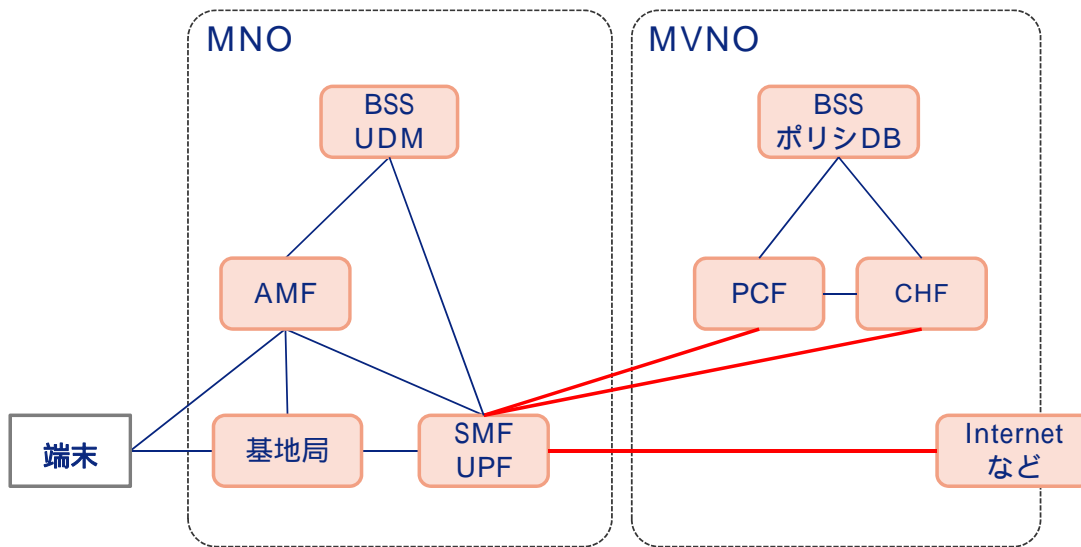 MNO
MVNO
BSS
UDM
BSS
ポリシDB
AMF
PCF
CHF
端末
基地局
SMF
UPF
Internet
など